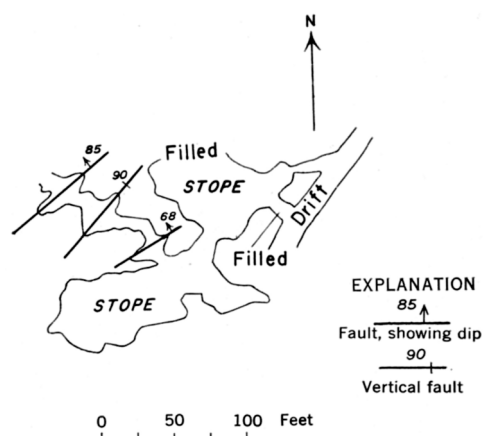 N
85
90
Filled
STOPE
Drift
68
Filled
STOPE
EXPLANATION
85
Fault, showing dip
90
Vertical fault
0 50 100 Feet